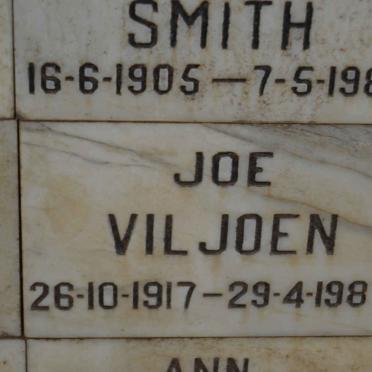 SMITH
16-6-1905-7-5-198
JOE
VILJOEN
26-10-1917-29-4-198
ANN